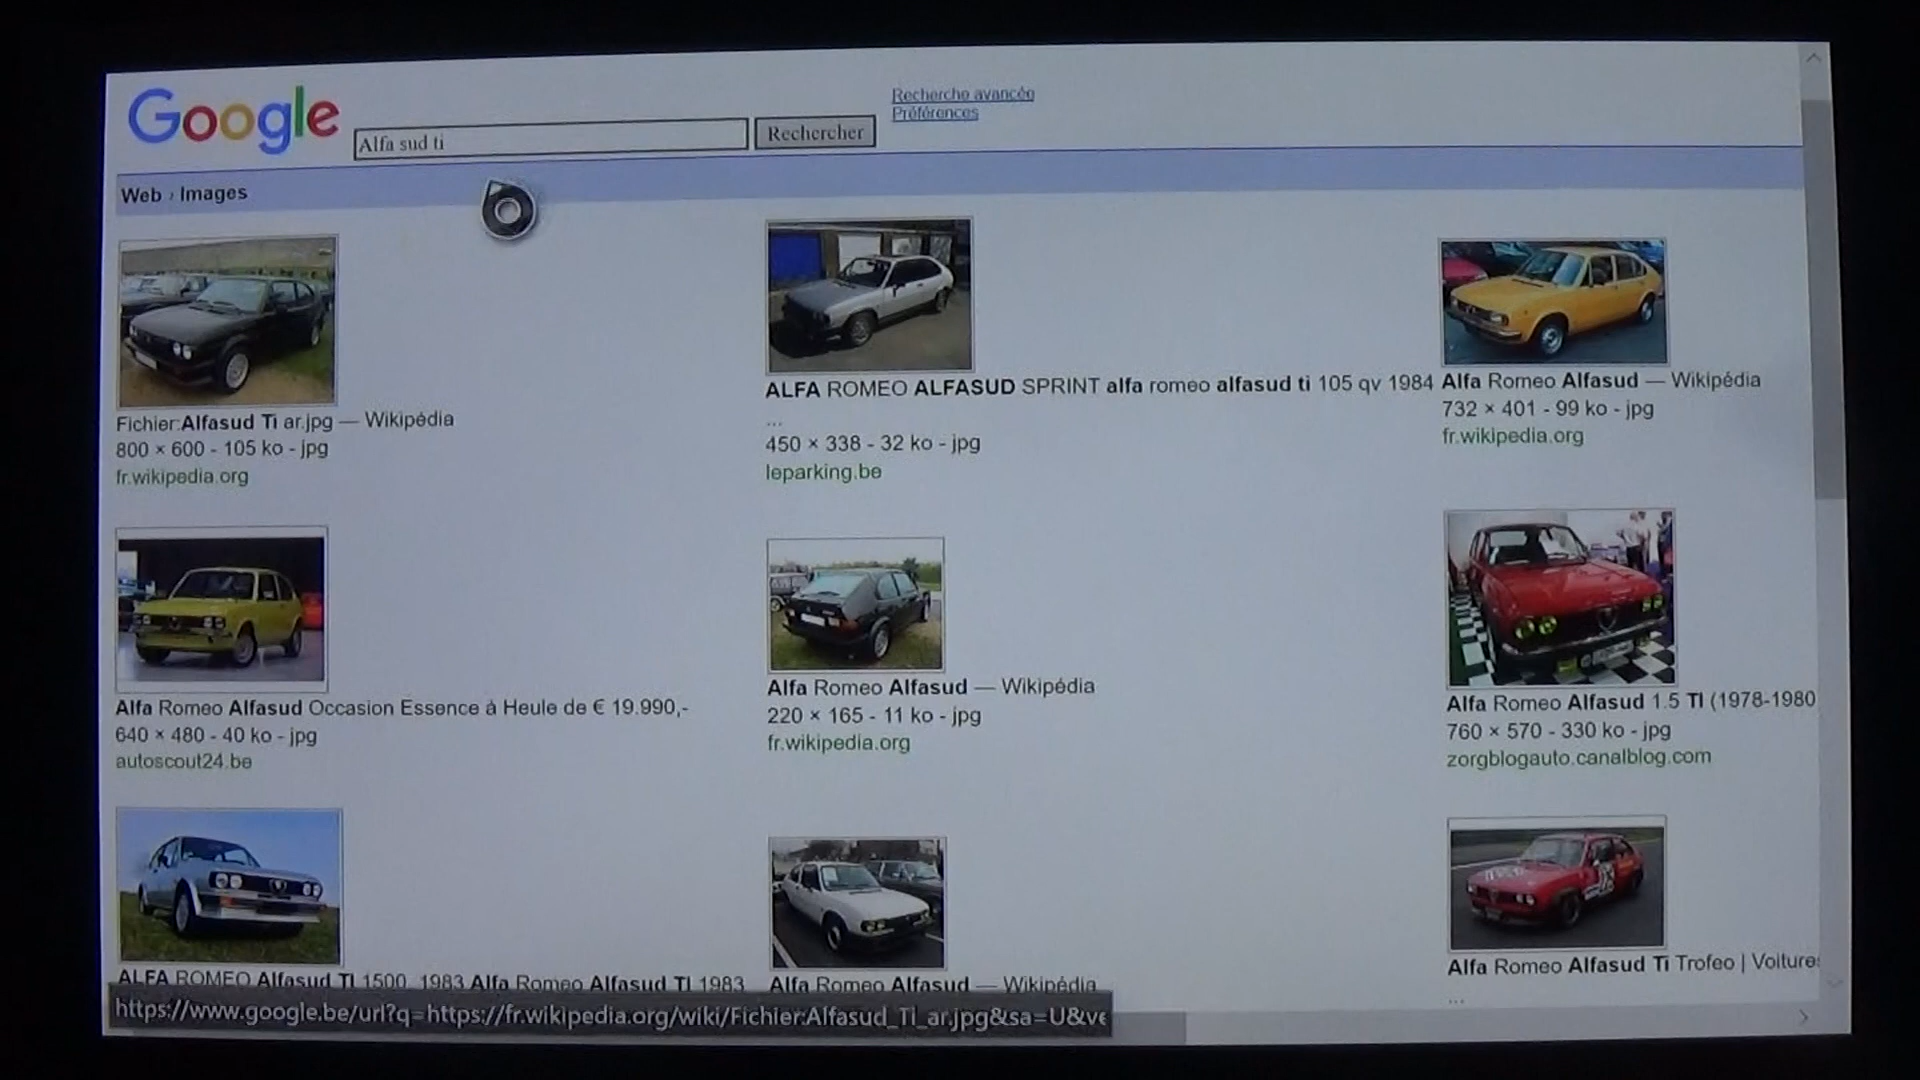 Google
Alfa sud ti
Rechercher
Recherche avancée
Préférences
Web › Images
Fichier:Alfasud Ti ar.jpg — Wikipédia
800 × 600 - 105 ko - jpg
fr.wikipedia.org
ALFA ROMEO ALFASUD SPRINT alfa romeo alfasud ti 105 qv 1984
...
450 × 338 - 32 ko - jpg
leparking.be
Alfa Romeo Alfasud — Wikipédia
732 × 401 - 99 ko - jpg
fr.wikipedia.org
Alfa Romeo Alfasud Occasion Essence à Heule de € 19.990,-
640 × 480 - 40 ko - jpg
autoscout24.be
Alfa Romeo Alfasud — Wikipédia
220 × 165 - 11 ko - jpg
fr.wikipedia.org
Alfa Romeo Alfasud 1.5 TI (1978-1980
760 × 570 - 330 ko - jpg
zorgblogauto.canalblog.com
ALFA ROMEO Alfasud TI 1500 1983 Alfa Romeo Alfasud TI 1983
Alfa Romeo Alfasud — Wikipédia
Alfa Romeo Alfasud Ti Trofeo | Voitures
...
https://www.google.be/url?q=https://fr.wikipedia.org/wiki/Fichier:Alfasud_Ti_ar.jpg&sa=U&ve